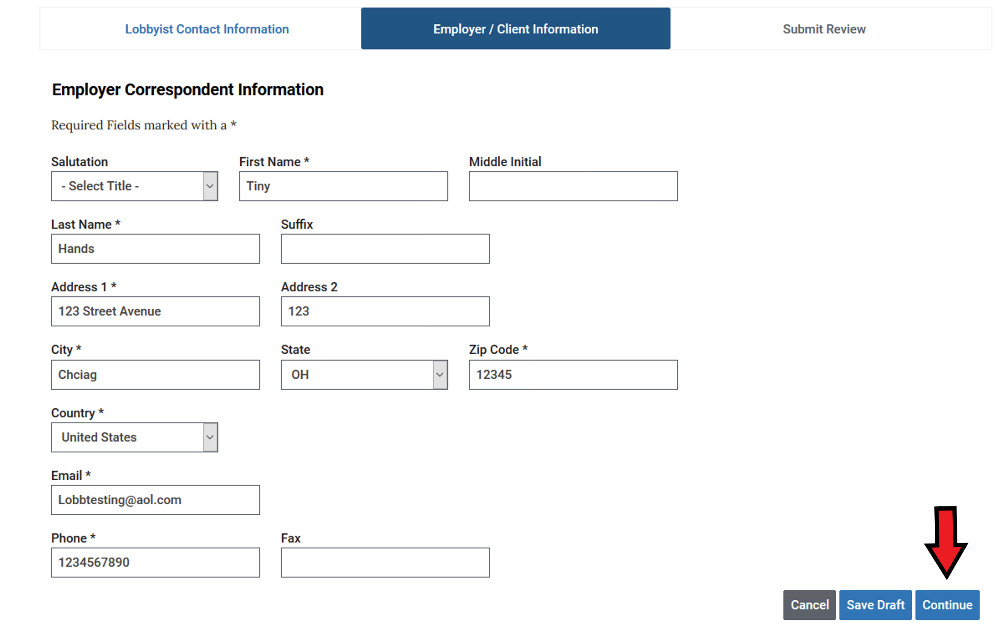 Lobbyist Contact Information Employer / Client Information Submit Review
Employer Correspondent Information
Required Fields marked with a *
Salutation First Name * Middle Initial
- Select Title - Tiny
Last Name * Suffix
Hands
Address 1 * Address 2
123 Street Avenue 123
City * State Zip Code *
Chciag OH 12345
Country *
United States
Email *
Lobbtesting@aol.com
Phone * Fax
1234567890
Cancel Save Draft Continue